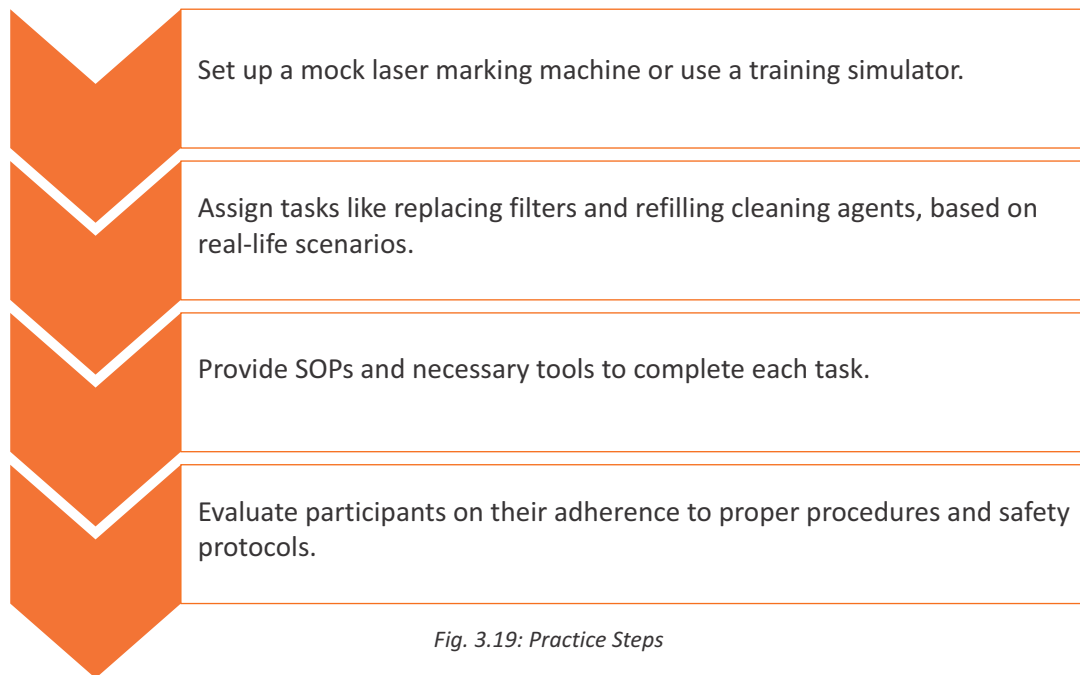 Set up a mock laser marking machine or use a training simulator.
Assign tasks like replacing filters and refilling cleaning agents, based on
real-life scenarios.
Provide SOPs and necessary tools to complete each task.
Evaluate participants on their adherence to proper procedures and safety
protocols.
Fig. 3.19: Practice Steps